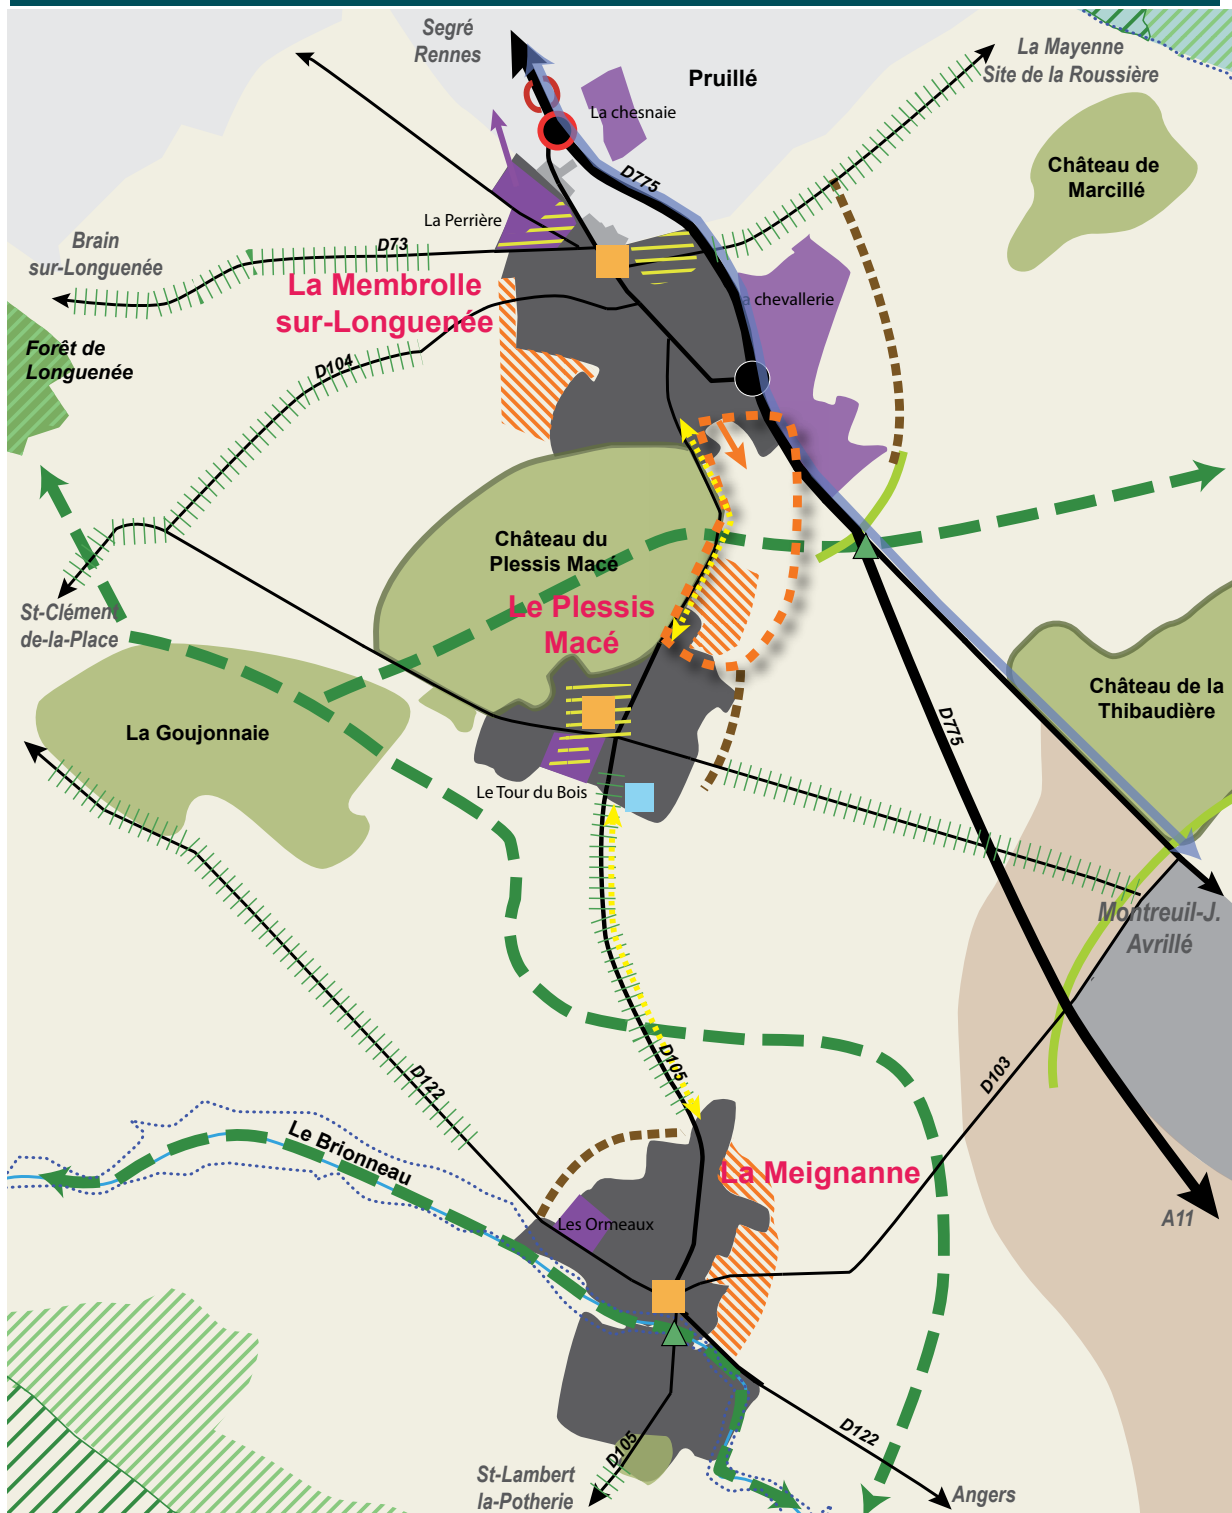 Segré
Rennes
La Mayenne
Site de la Roussière
Pruillé
La chesnaie
D775
Château de
Marcillé
La Perrière
Brain
sur-Longuenée
D73
La Membrolle
sur-Longuenée
a chevallerie
Forêt de
Longuenée
D104
Château du
Plessis Macé
Le Plessis
Macé
St-Clément
de-la-Place
Château de la
Thibaudière
La Goujonnaie
D775
Le Tour du Bois
Montreuil-J.
Avrillé
D105
D103
D122
Le Brionneau
La Meignanne
Les Ormeaux
A11
D122
D105
St-Lambert
la-Potherie
Angers